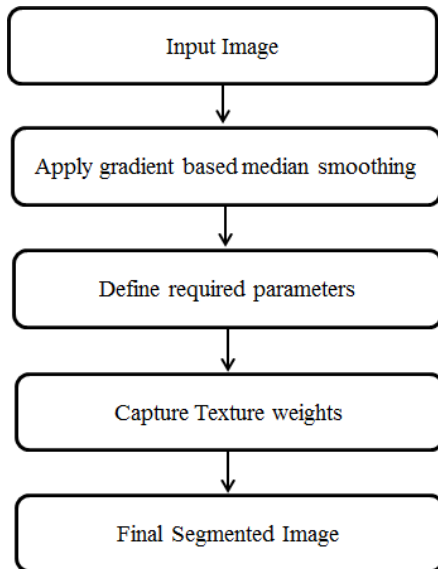 Input Image
Apply gradient based median smoothing
Define required parameters
Capture Texture weights
Final Segmented Image